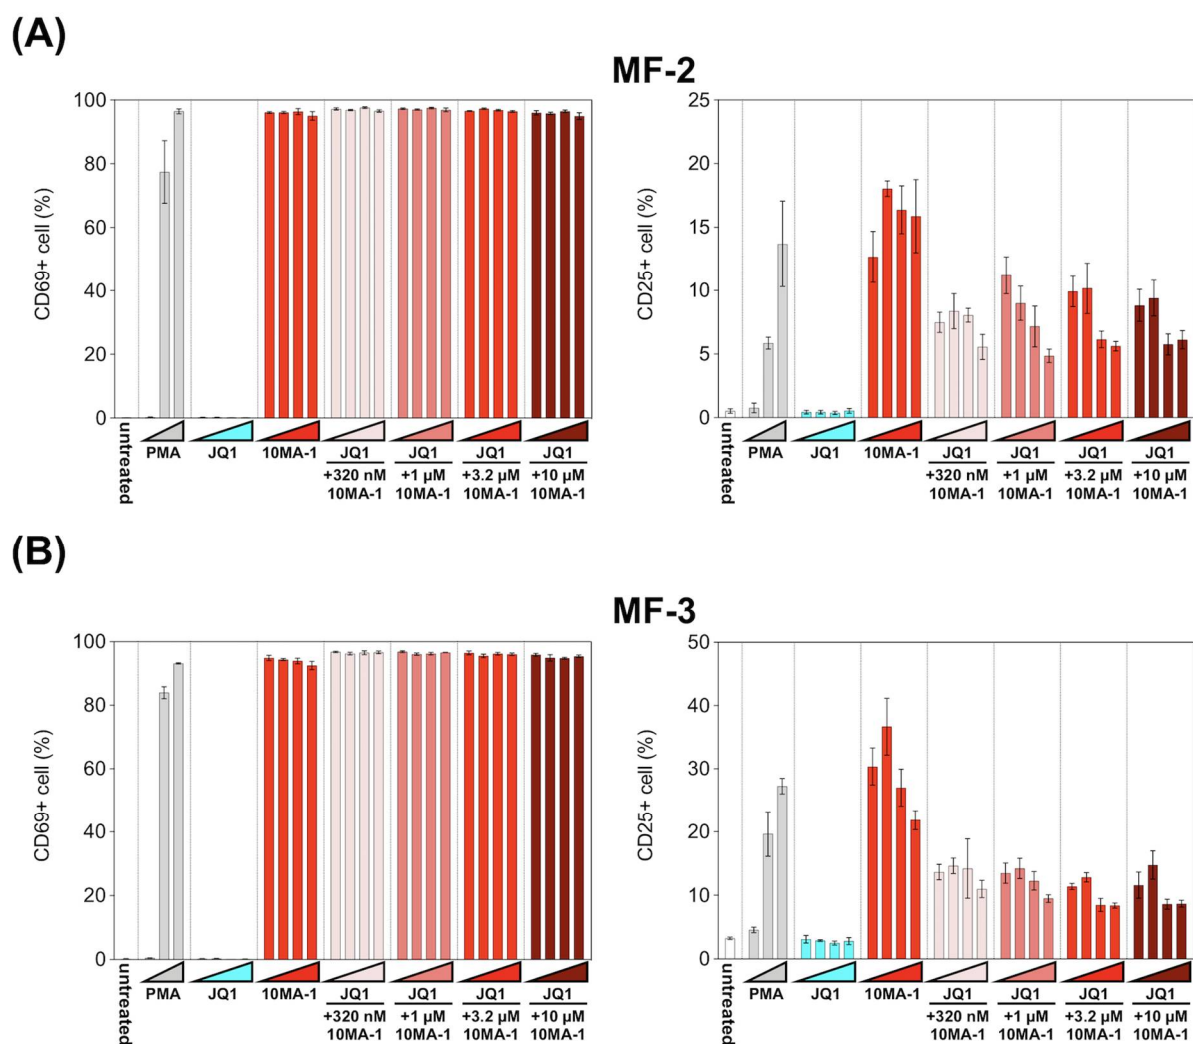 (A)
MF-2
CD69+ cell (%)
100
80
60
40
20
0
untreated
PMA
JQ1
10MA-1
JQ1
+320 nM
10MA-1
JQ1
+1 µM
10MA-1
JQ1
+3.2 µM
10MA-1
JQ1
+10 µM
10MA-1
CD25+ cell (%)
25
20
15
10
5
0
untreated
PMA
JQ1
10MA-1
JQ1
+320 nM
10MA-1
JQ1
+1 µM
10MA-1
JQ1
+3.2 µM
10MA-1
JQ1
+10 µM
10MA-1
(B)
MF-3
CD69+ cell (%)
100
80
60
40
20
0
untreated
PMA
JQ1
10MA-1
JQ1
+320 nM
10MA-1
JQ1
+1 µM
10MA-1
JQ1
+3.2 µM
10MA-1
JQ1
+10 µM
10MA-1
CD25+ cell (%)
50
40
30
20
10
0
untreated
PMA
JQ1
10MA-1
JQ1
+320 nM
10MA-1
JQ1
+1 µM
10MA-1
JQ1
+3.2 µM
10MA-1
JQ1
+10 µM
10MA-1